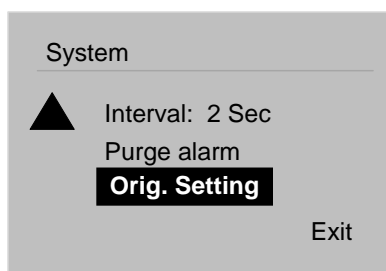 System
Interval: 2 Sec
Purge alarm
Orig. Setting
Exit